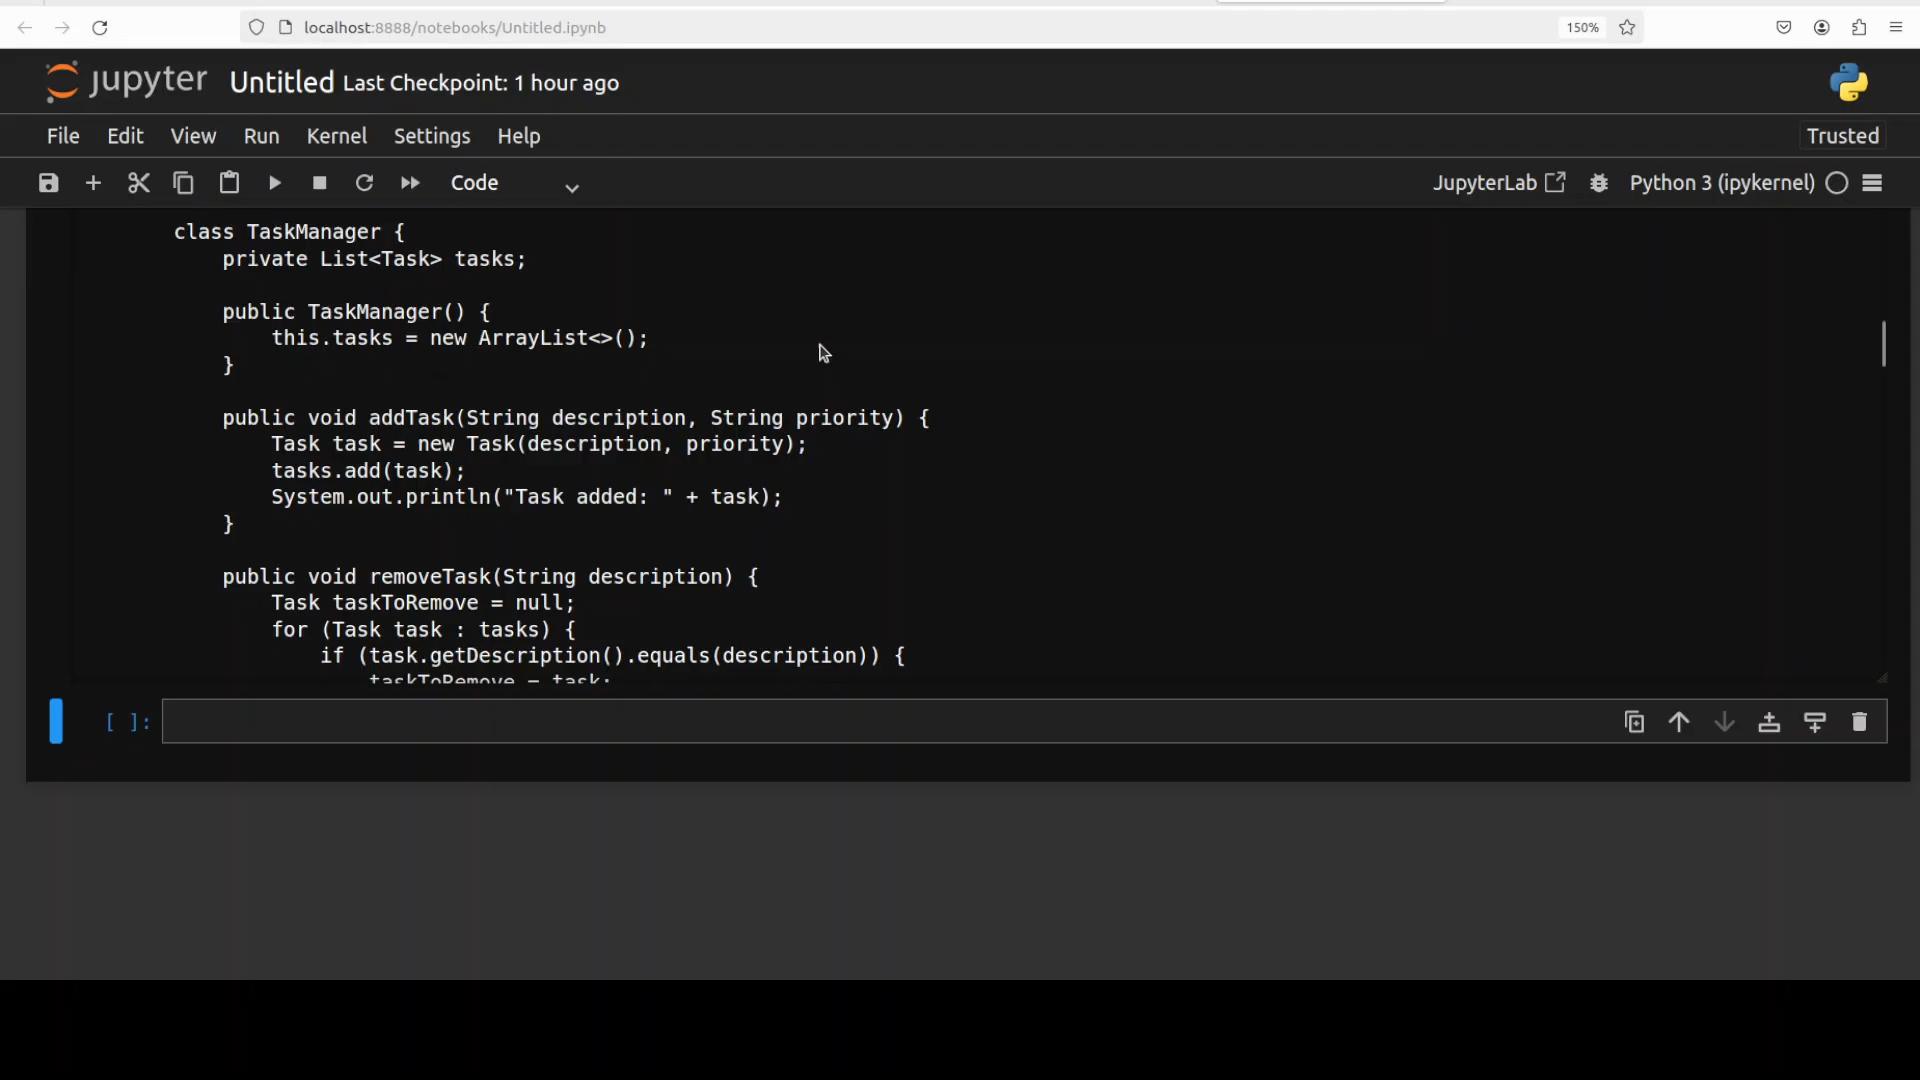 localhost:8888/notebooks/Untitled.ipynb
150%
jupyter Untitled Last Checkpoint: 1 hour ago
File Edit View Run Kernel Settings Help
Trusted
Code
JupyterLab
Python 3 (ipykernel)
class TaskManager {
private List<Task> tasks;
public TaskManager() {
this.tasks = new ArrayList<>();
}
public void addTask(String description, String priority) {
Task task = new Task(description, priority);
tasks.add(task);
System.out.println("Task added: " + task);
}
public void removeTask(String description) {
Task taskToRemove = null;
for (Task task : tasks) {
if (task.getDescription().equals(description)) {
taskToRemove = task;
[ ]: